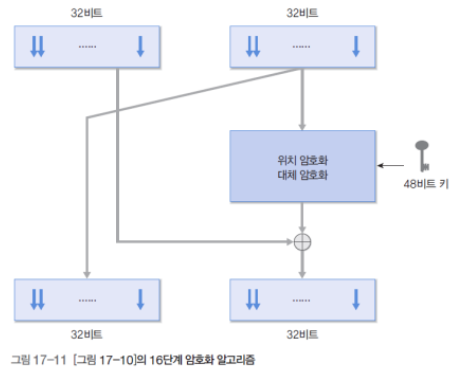 32비트
32비트
......
......
위치 암호화
대체 암호화
48비트 키
......
......
32비트
32비트
그림 17-11 [그림 17-10]의 16단계 암호화 알고리즘